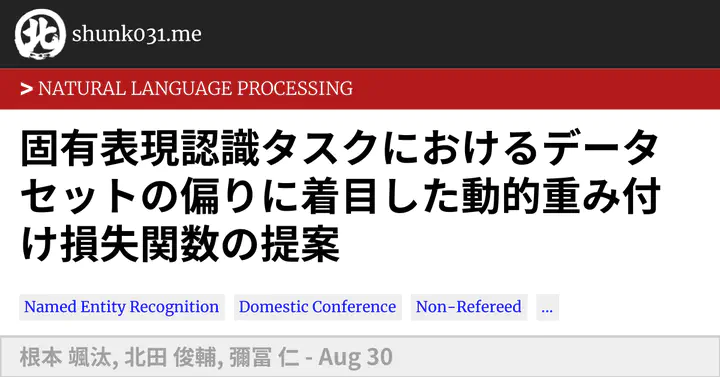 北 shunk031.me
> NATURAL LANGUAGE PROCESSING
固有表現認識タスクにおけるデータ
セットの偏りに着目した動的重み付
け損失関数の提案
Named Entity Recognition Domestic Conference Non-Refereed ...
根本 颯汰, 北田 俊輔, 彌冨 仁 - Aug 30